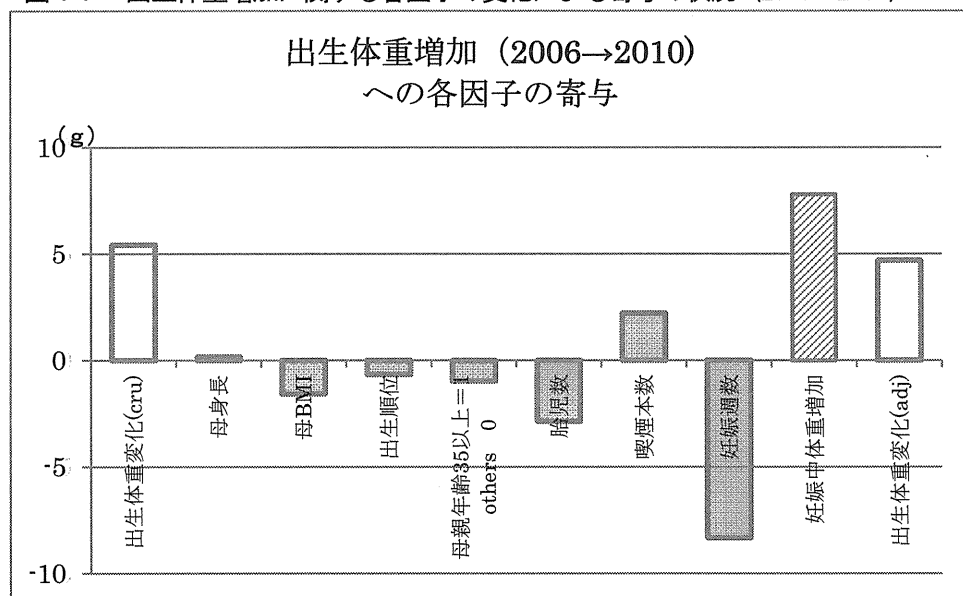 出生体重増加（2006→2010）
への各因子の寄与
(g)
10
5
0
-5
-10
出生体重変化(cru)
母身長
母BMI
出生順位
母親年齢35以上＝1
others 0
胎児数
喫煙本数
妊娠週数
妊娠中体重増加
出生体重変化(adj)